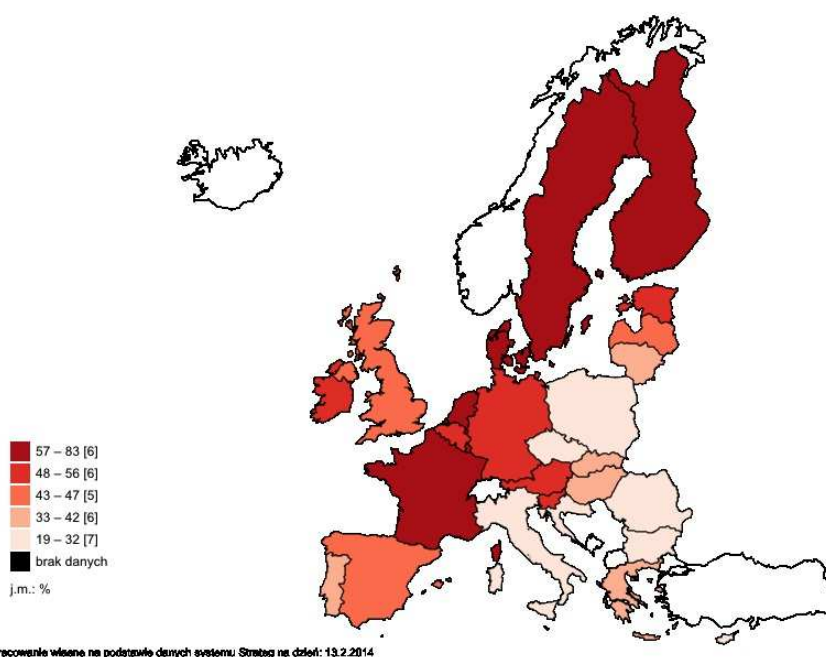 57 – 83 [6]
48 – 56 [6]
43 – 47 [5]
33 – 42 [6]
19 – 32 [7]
brak danych
j.m.: %
racowanie własne na podstawie danych systemu Strateg na dzień: 13.2.2014